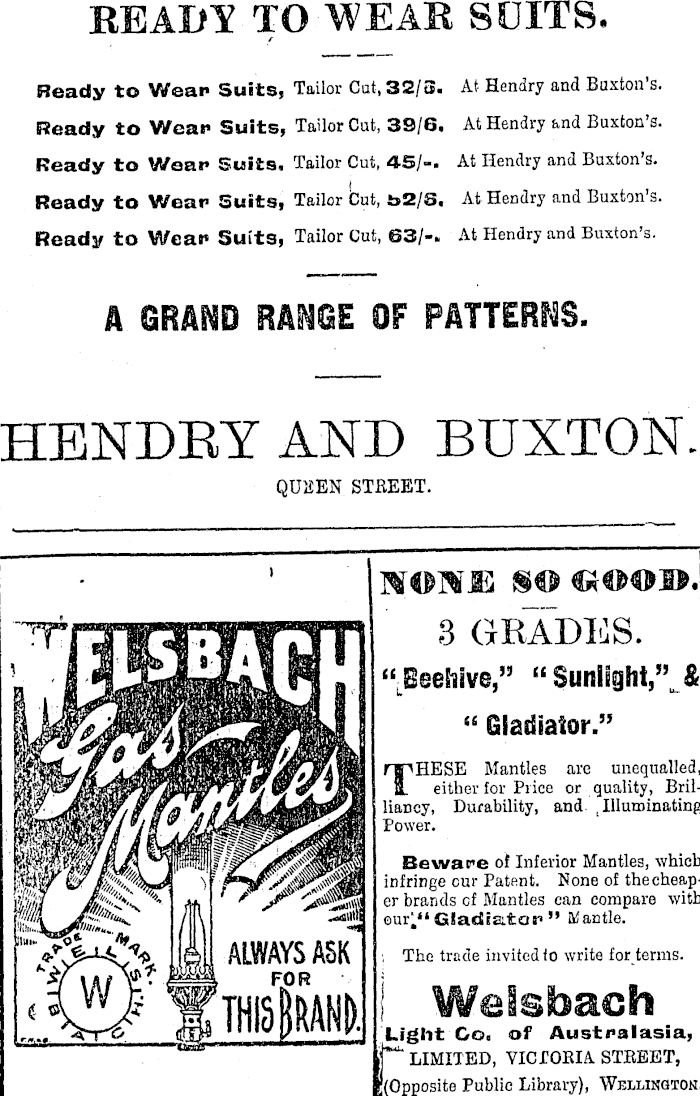 READY TO WEAR SUITS.
Ready to Wear Suits, Tailor Cut, 32/6. At Hendry and Buxton's.
Ready to Wear Suits, Tailor Cut, 39/6. At Hendry and Buxton's.
Ready to Wear Suits. Tailor Cut, 45/-. At Hendry and Buxton's.
Ready to Wear Suits, Tailor Cut, 52/6. At Hendry and Buxton's.
Ready to Wear Suits, Tailor Cut, 63/-. At Hendry and Buxton's.
A GRAND RANGE OF PATTERNS.
HENDRY AND BUXTON.
QUEEN STREET.
WELSBACH
Gas
Mantles
TRADE MARK.
W
ALWAYS ASK
FOR
THIS BRAND.
NONE SO GOOD.
3 GRADES.
"Beehive," "Sunlight," &
"Gladiator."
THESE Mantles are unequalled,
either for Price or quality, Bril-
liancy, Durability, and Illuminating
Power.
Beware of Inferior Mantles, which
infringe our Patent. None of the cheap-
er brands of Mantles can compare with
our "Gladiator" Mantle.
The trade invited to write for terms.
Welsbach
Light Co. of Australasia,
LIMITED, VICTORIA STREET,
(Opposite Public Library), WELLINGTON